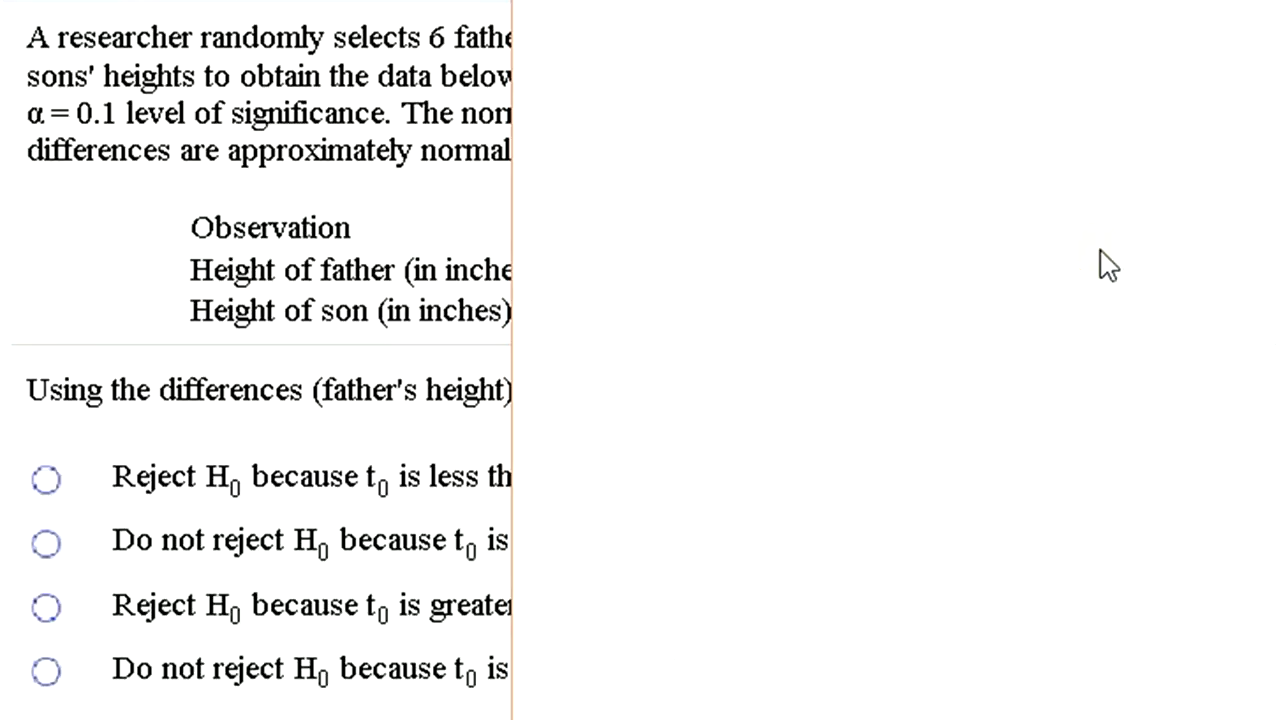 A researcher randomly selects 6 fathe
sons' heights to obtain the data below
α = 0.1 level of significance. The nor
differences are approximately normal
Observation
Height of father (in inche
Height of son (in inches)
Using the differences (father's height)
Reject H₀ because t₀ is less th
Do not reject H₀ because t₀ is
Reject H₀ because t₀ is greater
Do not reject H₀ because t₀ is